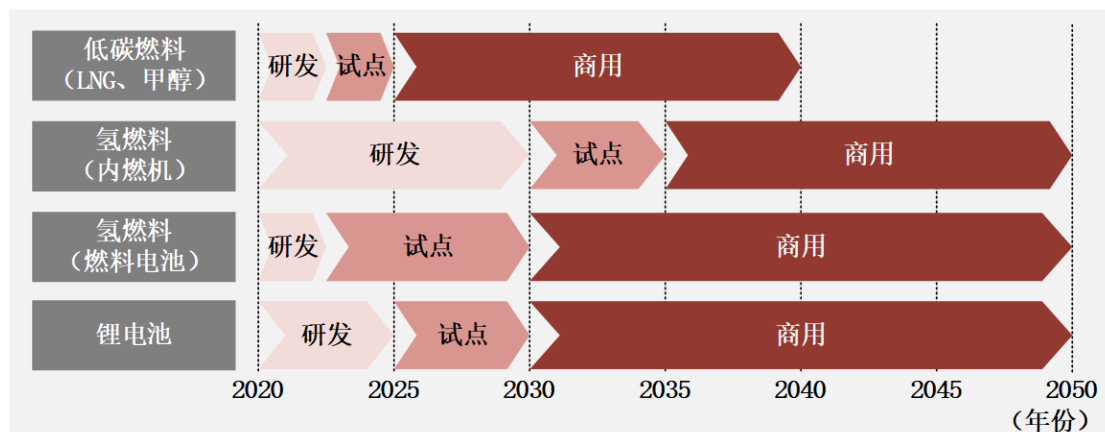 低碳燃料
（LNG、甲醇）
研发
试点
商用
氢燃料
（内燃机）
研发
试点
商用
氢燃料
（燃料电池）
研发
试点
商用
锂电池
研发
试点
商用
2020
2025
2030
2035
2040
2045
2050
（年份）